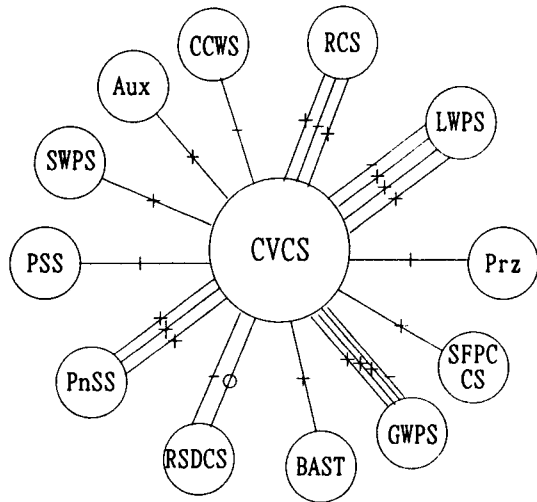 CCWS
RCS
Aux
LWPS
SWPS
CVCS
PSS
Prz
PnSS
SFPC
CS
GWPS
RSDCS
BAST